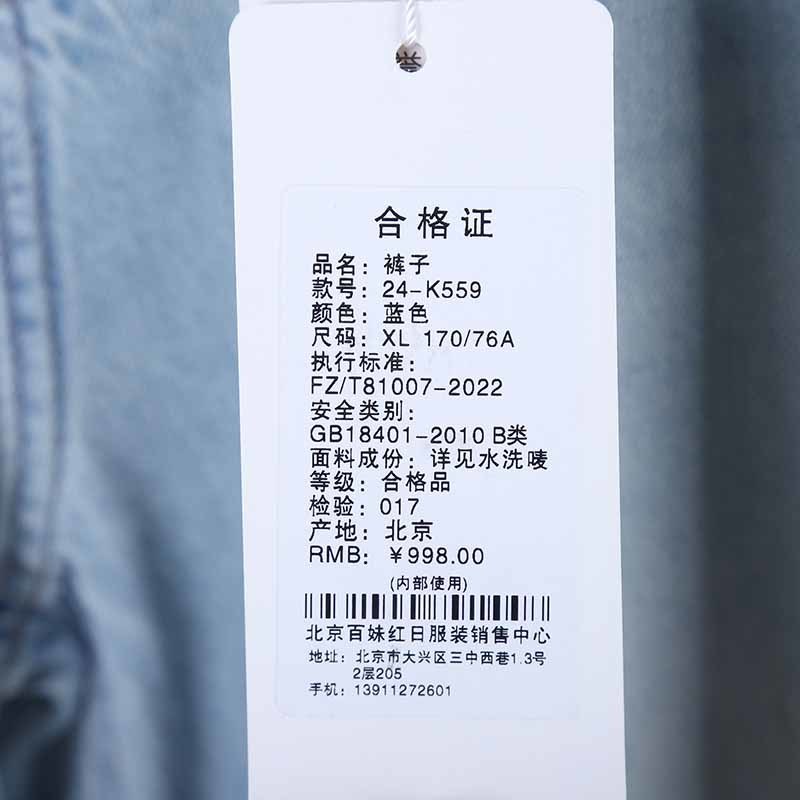 合格证
品名：裤子
款号：24-K559
颜色：蓝色
尺码：XL 170/76A
执行标准：
FZ/T81007-2022
安全类别：
GB18401-2010 B类
面料成份：详见水洗唛
等级：合格品
检验：017
产地：北京
RMB：￥998.00
(内部使用)
北京百妹红日服装销售中心
地址：北京市大兴区三中西巷1.3号
2层205
手机：13911272601